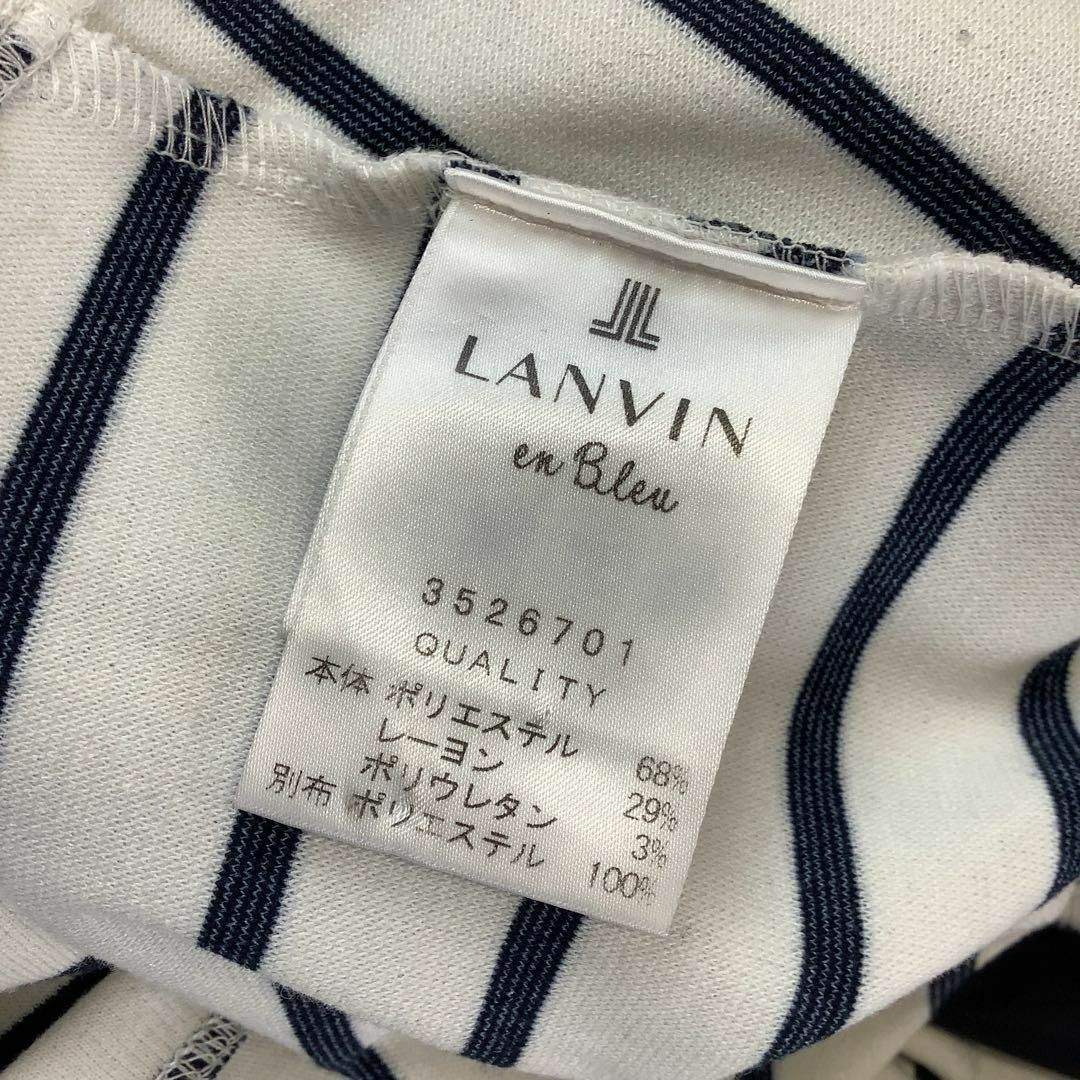 LANVIN
en Bleu
3526701
QUALITY
本体 ポリエステル 68%
レーヨン 29%
ポリウレタン 3%
別布 ポリエステル 100%